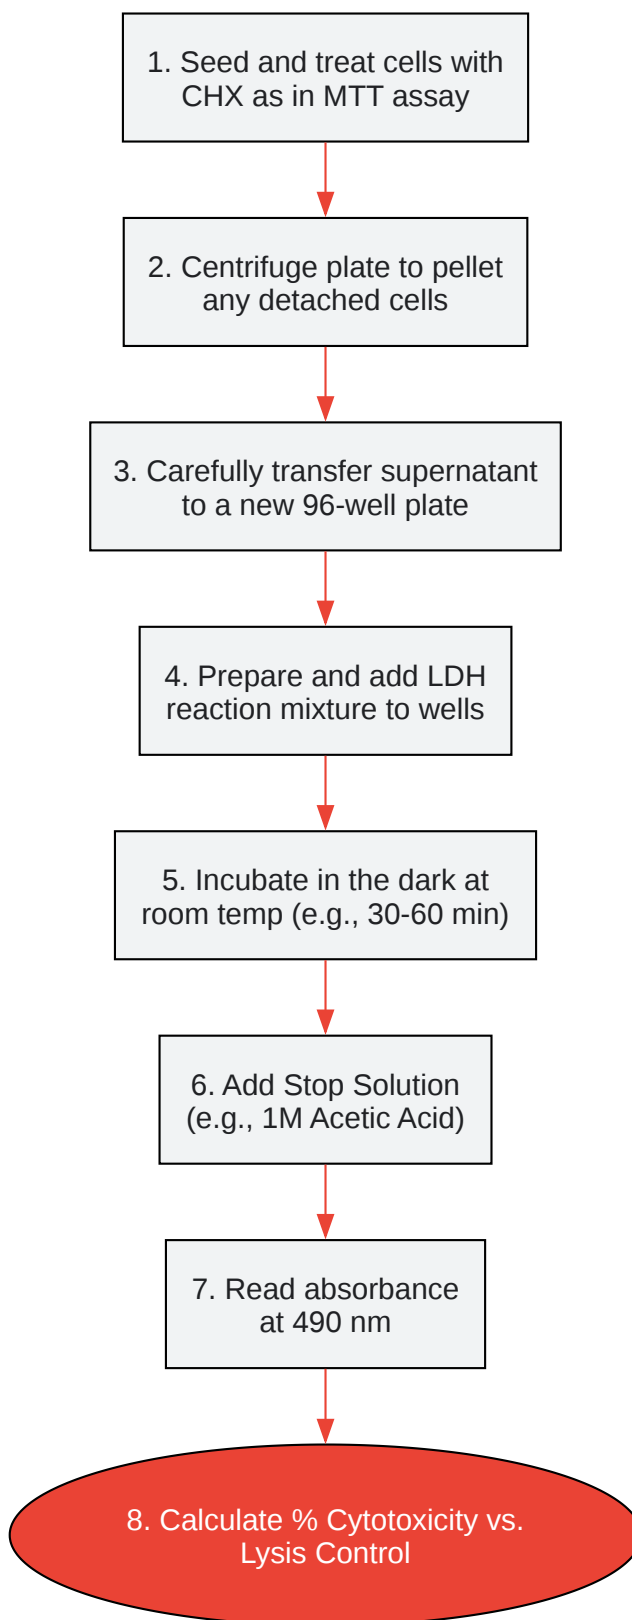 1. Seed and treat cells with
CHX as in MTT assay
2. Centrifuge plate to pellet
any detached cells
3. Carefully transfer supernatant
to a new 96-well plate
4. Prepare and add LDH
reaction mixture to wells
5. Incubate in the dark at
room temp (e.g., 30-60 min)
6. Add Stop Solution
(e.g., 1M Acetic Acid)
7. Read absorbance
at 490 nm
8. Calculate % Cytotoxicity vs.
Lysis Control